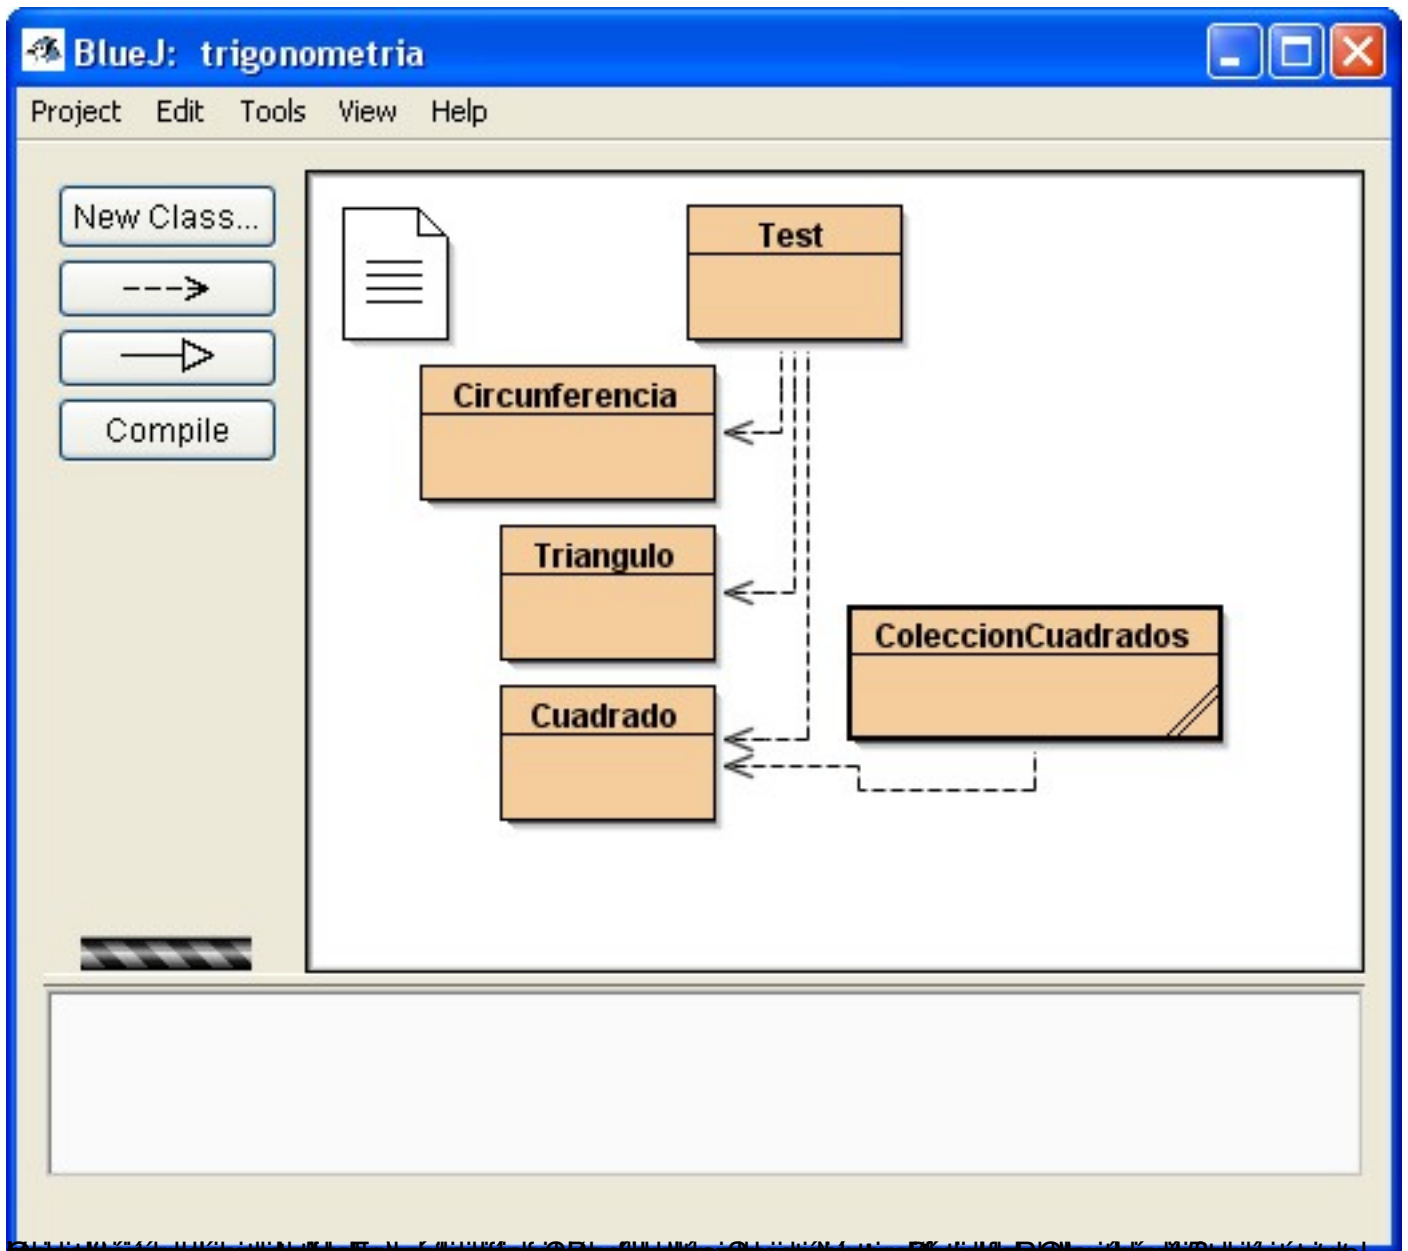 BlueJ: trigonometria
Project Edit Tools View Help
New Class...
Compile
Test
Circunferencia
Triangulo
ColeccionCuadrados
Cuadrado